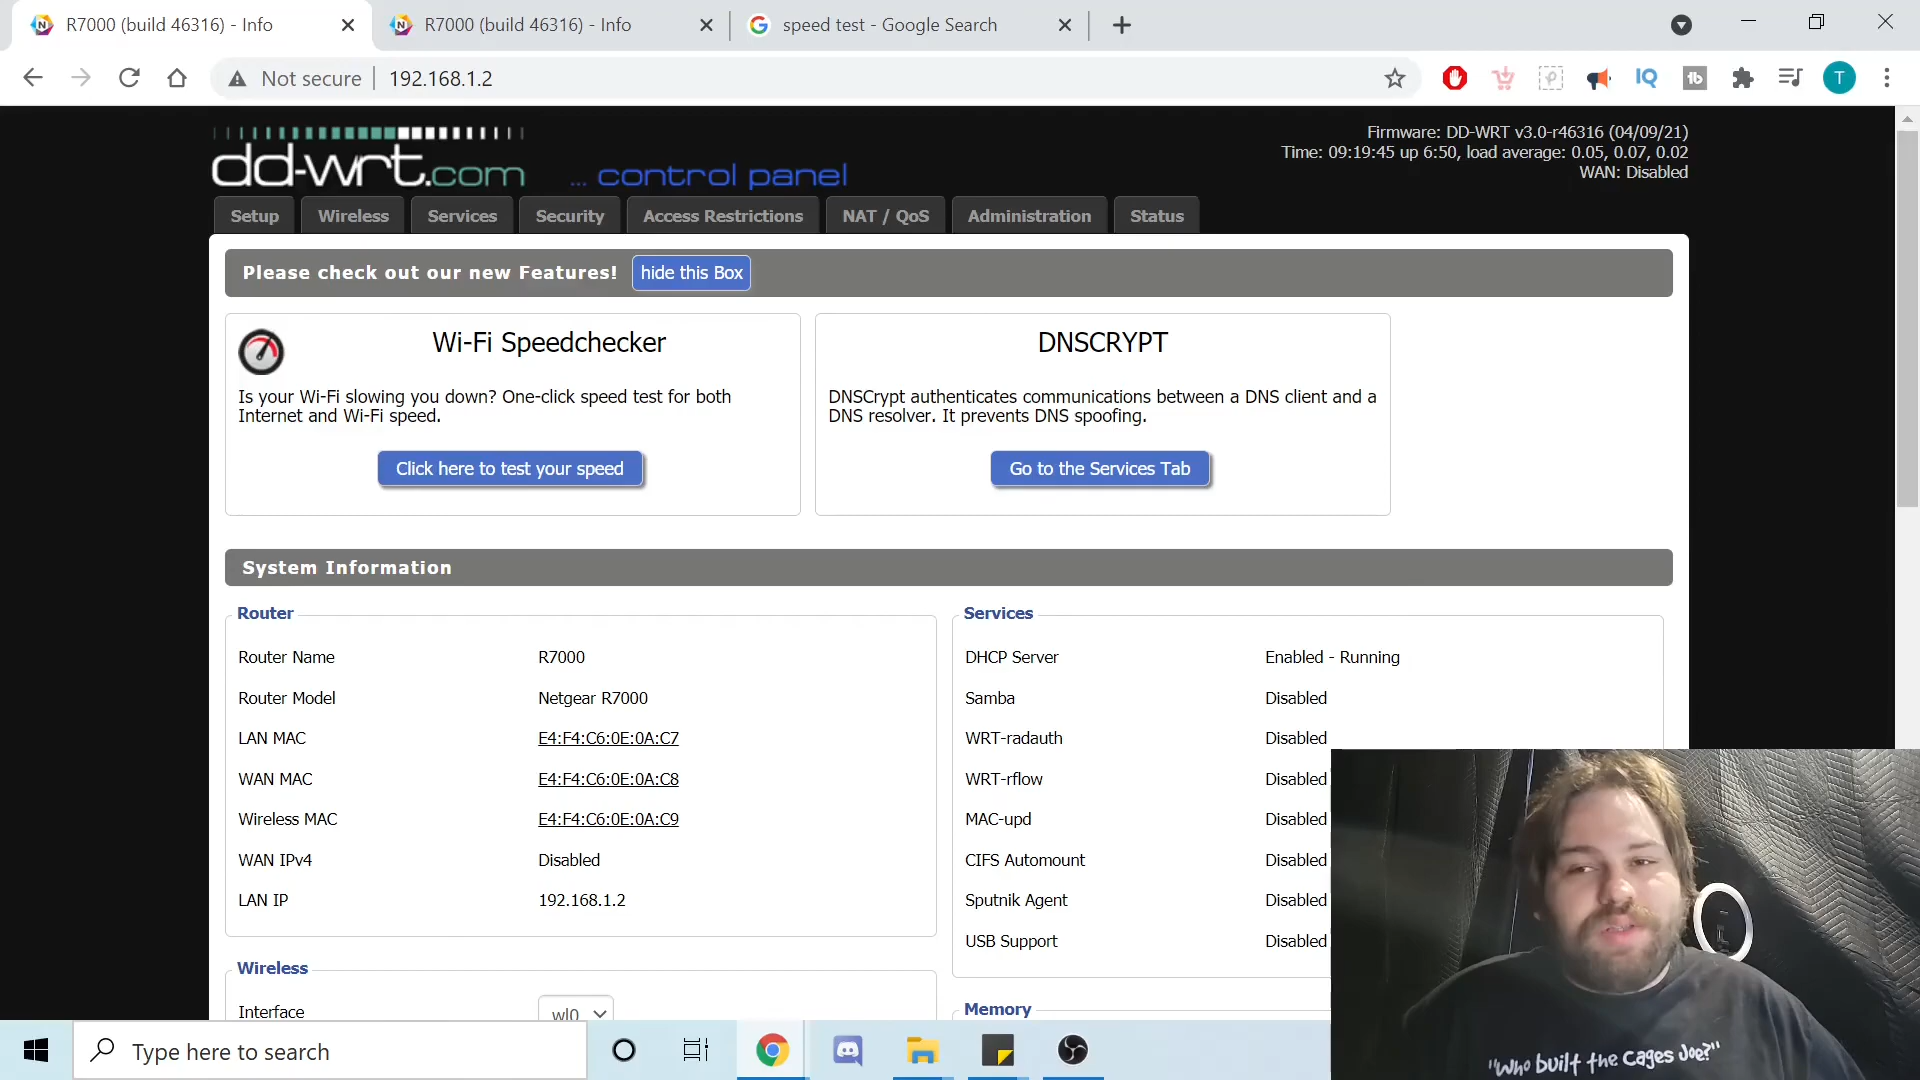 R7000 (build 46316) - Info
R7000 (build 46316) - Info
speed test - Google Search
Not secure
192.168.1.2
IQ
tb
T
dd-wrt.com
... control panel
Firmware: DD-WRT v3.0-r46316 (04/09/21)
Time: 09:19:45 up 6:50, load average: 0.05, 0.07, 0.02
WAN: Disabled
Setup
Wireless
Services
Security
Access Restrictions
NAT / QoS
Administration
Status
Please check out our new Features!
hide this Box
Wi-Fi Speedchecker
Is your Wi-Fi slowing you down? One-click speed test for both
Internet and Wi-Fi speed.
Click here to test your speed
DNSCRYPT
DNSCrypt authenticates communications between a DNS client and a
DNS resolver. It prevents DNS spoofing.
Go to the Services Tab
System Information
Router
Router Name R7000
Router Model Netgear R7000
LAN MAC E4:F4:C6:0E:0A:C7
WAN MAC E4:F4:C6:0E:0A:C8
Wireless MAC E4:F4:C6:0E:0A:C9
WAN IPv4 Disabled
LAN IP 192.168.1.2
Wireless
Interface wl0
Services
DHCP Server Enabled - Running
Samba Disabled
WRT-radauth Disabled
WRT-rflow Disabled
MAC-upd Disabled
CIFS Automount Disabled
Sputnik Agent Disabled
USB Support Disabled
Memory
"Who built the cages Joe?"
Type here to search